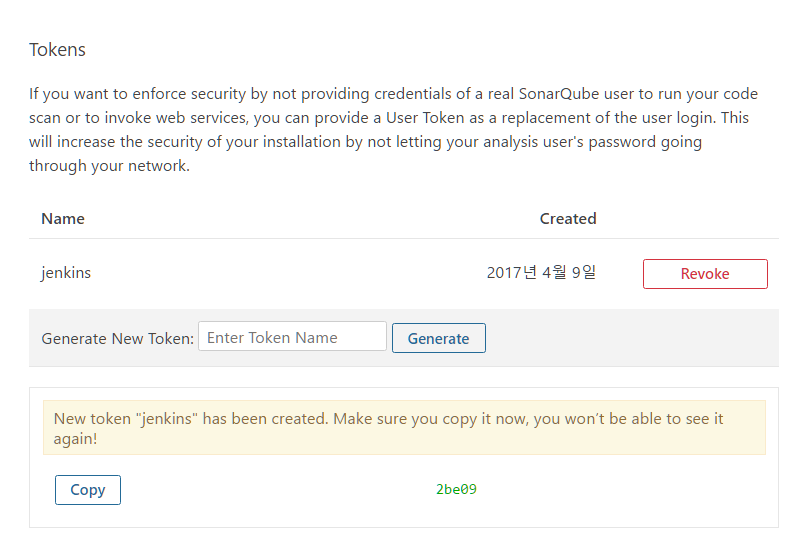 Tokens
If you want to enforce security by not providing credentials of a real SonarQube user to run your code
scan or to invoke web services, you can provide a User Token as a replacement of the user login. This
will increase the security of your installation by not letting your analysis user's password going
through your network.
Name Created
jenkins 2017년 4월 9일 Revoke
Generate New Token: Enter Token Name Generate
New token "jenkins" has been created. Make sure you copy it now, you won’t be able to see it
again!
Copy 2be09